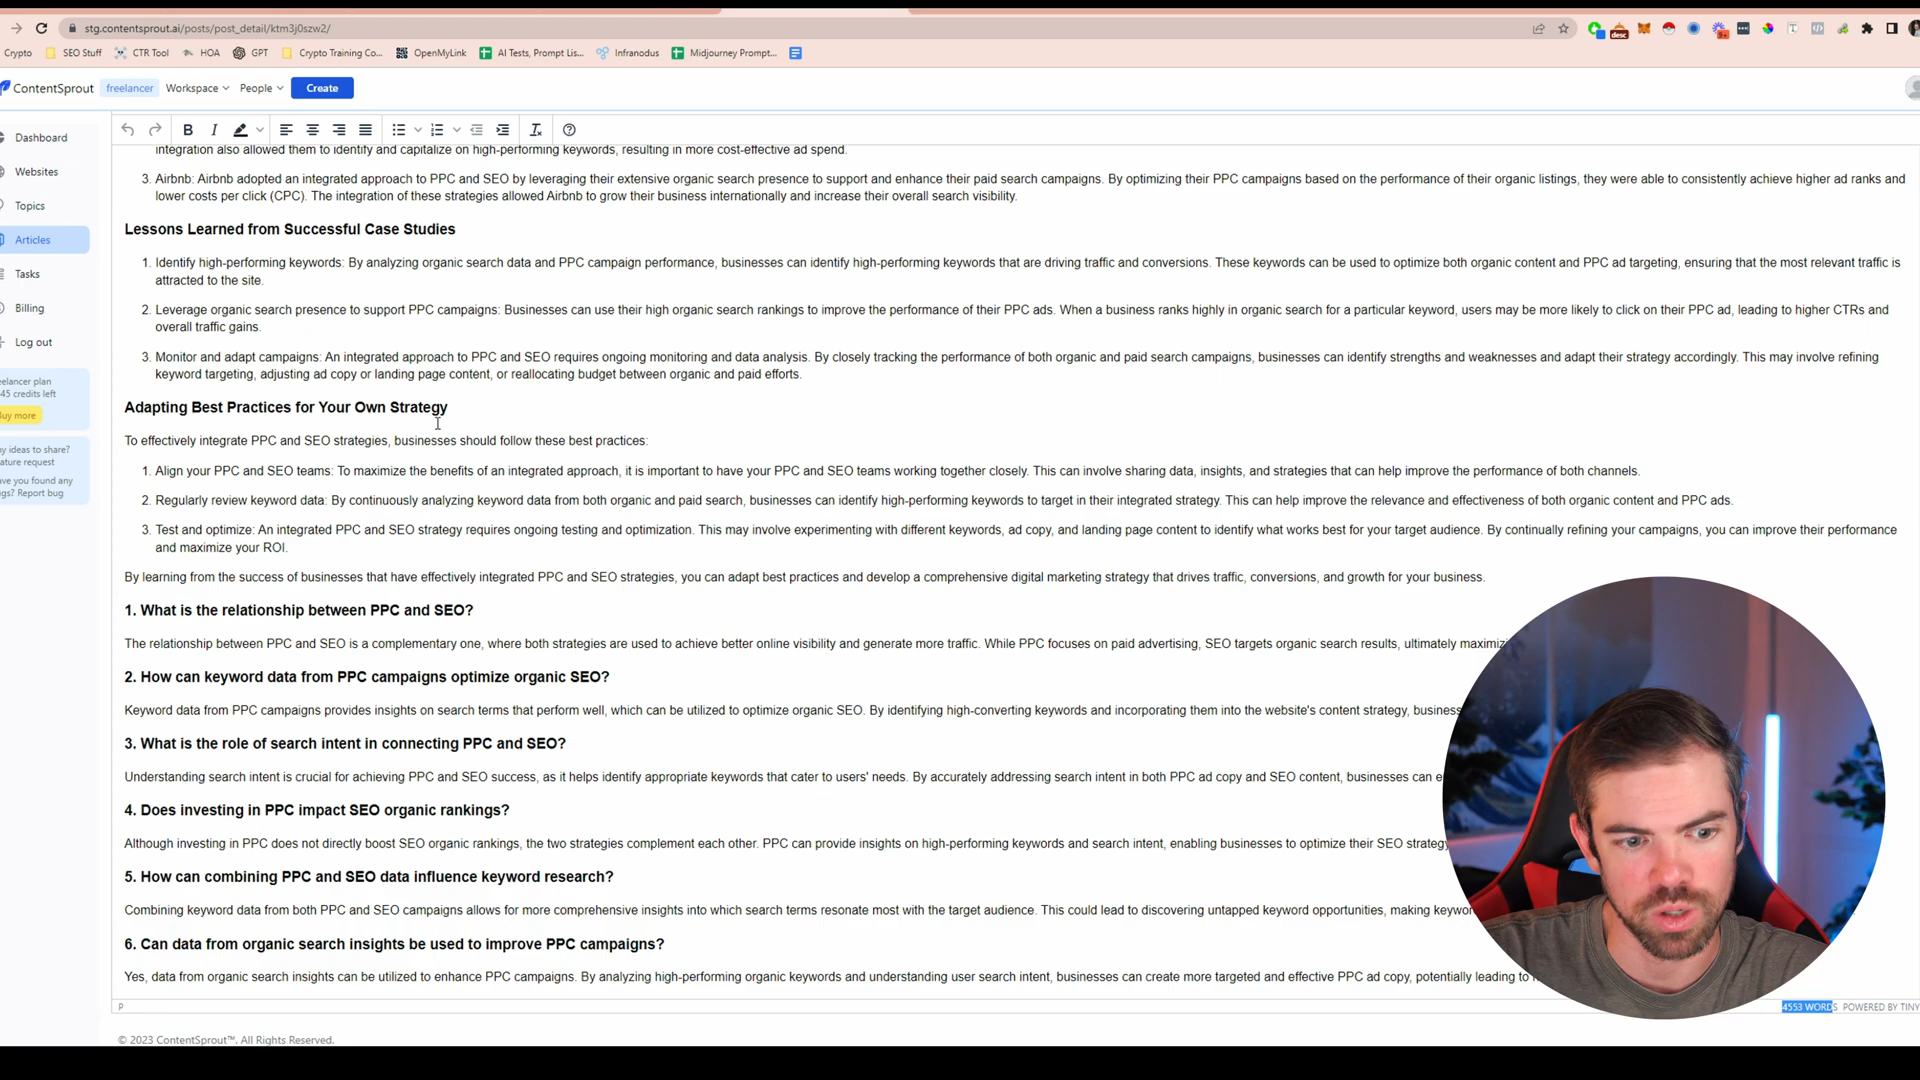 stg.contentsprout.ai/posts/post_detail/ktm3j0szw2/
desc
9+
Crypto SEO Stuff CTR Tool HOA GPT Crypto Training Co... OpenMyLink AI Tests, Prompt Lis... Infranodus Midjourney Prompt...
ContentSprout freelancer Workspace People Create
B I
Dashboard
Websites
Topics
Articles
Tasks
Billing
Log out
eelancer plan
45 credits left
Buy more
ny ideas to share?
ature request
ave you found any
gs? Report bug
integration also allowed them to identify and capitalize on high-performing keywords, resulting in more cost-effective ad spend.
3. Airbnb: Airbnb adopted an integrated approach to PPC and SEO by leveraging their extensive organic search presence to support and enhance their paid search campaigns. By optimizing their PPC campaigns based on the performance of their organic listings, they were able to consistently achieve higher ad ranks and
lower costs per click (CPC). The integration of these strategies allowed Airbnb to grow their business internationally and increase their overall search visibility.
Lessons Learned from Successful Case Studies
1. Identify high-performing keywords: By analyzing organic search data and PPC campaign performance, businesses can identify high-performing keywords that are driving traffic and conversions. These keywords can be used to optimize both organic content and PPC ad targeting, ensuring that the most relevant traffic is
attracted to the site.
2. Leverage organic search presence to support PPC campaigns: Businesses can use their high organic search rankings to improve the performance of their PPC ads. When a business ranks highly in organic search for a particular keyword, users may be more likely to click on their PPC ad, leading to higher CTRs and
overall traffic gains.
3. Monitor and adapt campaigns: An integrated approach to PPC and SEO requires ongoing monitoring and data analysis. By closely tracking the performance of both organic and paid search campaigns, businesses can identify strengths and weaknesses and adapt their strategy accordingly. This may involve refining
keyword targeting, adjusting ad copy or landing page content, or reallocating budget between organic and paid efforts.
Adapting Best Practices for Your Own Strategy
To effectively integrate PPC and SEO strategies, businesses should follow these best practices:
1. Align your PPC and SEO teams: To maximize the benefits of an integrated approach, it is important to have your PPC and SEO teams working together closely. This can involve sharing data, insights, and strategies that can help improve the performance of both channels.
2. Regularly review keyword data: By continuously analyzing keyword data from both organic and paid search, businesses can identify high-performing keywords to target in their integrated strategy. This can help improve the relevance and effectiveness of both organic content and PPC ads.
3. Test and optimize: An integrated PPC and SEO strategy requires ongoing testing and optimization. This may involve experimenting with different keywords, ad copy, and landing page content to identify what works best for your target audience. By continually refining your campaigns, you can improve their performance
and maximize your ROI.
By learning from the success of businesses that have effectively integrated PPC and SEO strategies, you can adapt best practices and develop a comprehensive digital marketing strategy that drives traffic, conversions, and growth for your business.
1. What is the relationship between PPC and SEO?
The relationship between PPC and SEO is a complementary one, where both strategies are used to achieve better online visibility and generate more traffic. While PPC focuses on paid advertising, SEO targets organic search results, ultimately maximizi
2. How can keyword data from PPC campaigns optimize organic SEO?
Keyword data from PPC campaigns provides insights on search terms that perform well, which can be utilized to optimize organic SEO. By identifying high-converting keywords and incorporating them into the website's content strategy, business
3. What is the role of search intent in connecting PPC and SEO?
Understanding search intent is crucial for achieving PPC and SEO success, as it helps identify appropriate keywords that cater to users' needs. By accurately addressing search intent in both PPC ad copy and SEO content, businesses can e
4. Does investing in PPC impact SEO organic rankings?
Although investing in PPC does not directly boost SEO organic rankings, the two strategies complement each other. PPC can provide insights on high-performing keywords and search intent, enabling businesses to optimize their SEO strategy
5. How can combining PPC and SEO data influence keyword research?
Combining keyword data from both PPC and SEO campaigns allows for more comprehensive insights into which search terms resonate most with the target audience. This could lead to discovering untapped keyword opportunities, making keywor
6. Can data from organic search insights be used to improve PPC campaigns?
Yes, data from organic search insights can be utilized to enhance PPC campaigns. By analyzing high-performing organic keywords and understanding user search intent, businesses can create more targeted and effective PPC ad copy, potentially leading to
P
4553 WORDS POWERED BY TINY
© 2023 ContentSprout™. All Rights Reserved.